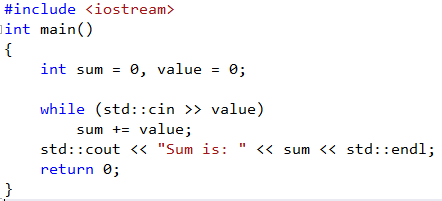 #include <iostream>
int main()
{
    int sum = 0, value = 0;

    while (std::cin >> value)
        sum += value;
    std::cout << "Sum is: " << sum << std::endl;
    return 0;
}